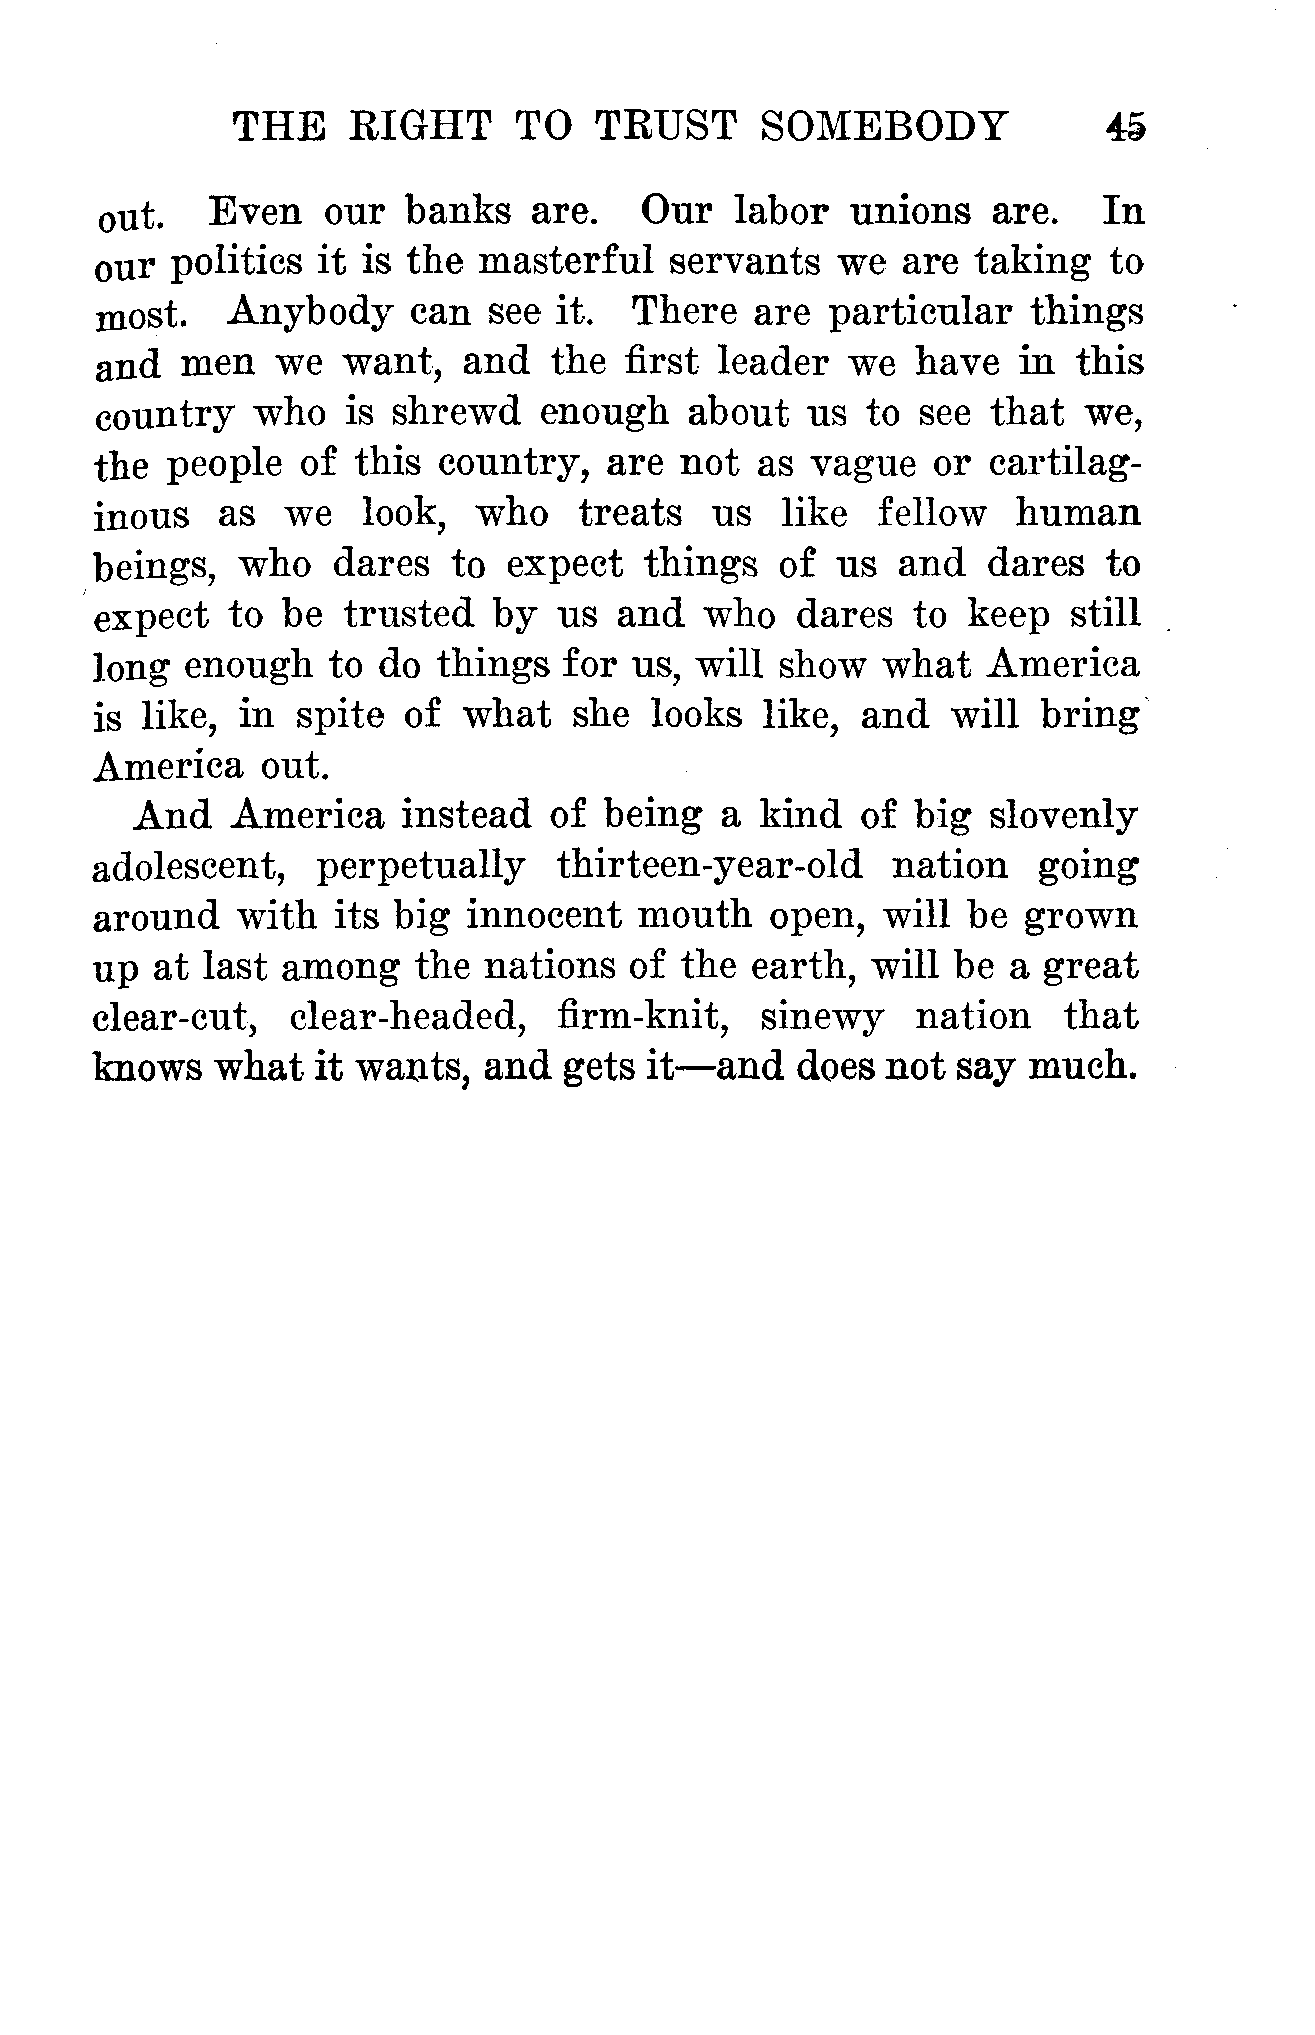 THE RIGHT TO TRUST SOMEBODY 45
out. Even our banks are. Our labor unions are. In
our politics it is the masterful servants we are taking to
most. Anybody can see it. There are particular things
and men we want, and the first leader we have in this
country who is shrewd enough about us to see that we,
the people of this country, are not as vague or cartilag-
inous as we look, who treats us like fellow human
beings, who dares to expect things of us and dares to
expect to be trusted by us and who dares to keep still
long enough to do things for us, will show what America
is like, in spite of what she looks like, and will bring
America out.
And America instead of being a kind of big slovenly
adolescent, perpetually thirteen-year-old nation going
around with its big innocent mouth open, will be grown
up at last among the nations of the earth, will be a great
clear-cut, clear-headed, firm-knit, sinewy nation that
knows what it wants, and gets it—and does not say much.